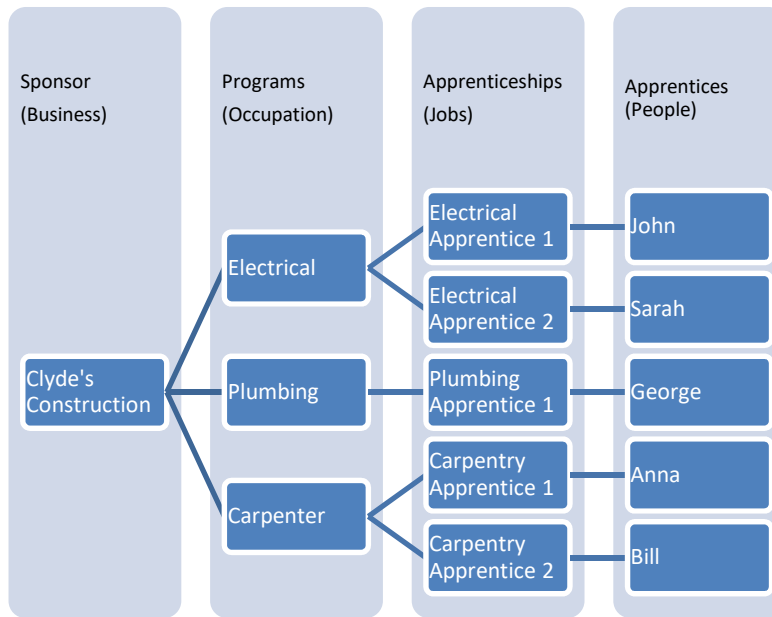 Sponsor
(Business)
Programs
(Occupation)
Apprenticeships
(Jobs)
Apprentices
(People)
Clyde's
Construction
Electrical
Electrical
Apprentice 1
John
Electrical
Apprentice 2
Sarah
Plumbing
Plumbing
Apprentice 1
George
Carpenter
Carpentry
Apprentice 1
Anna
Carpentry
Apprentice 2
Bill